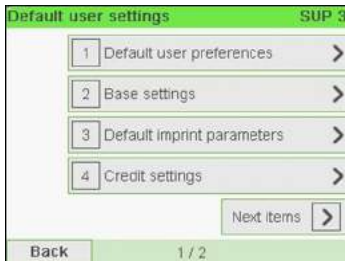 Default user settings SUP 3
1 Default user preferences >
2 Base settings >
3 Default imprint parameters >
4 Credit settings >
Next items >
Back 1 / 2